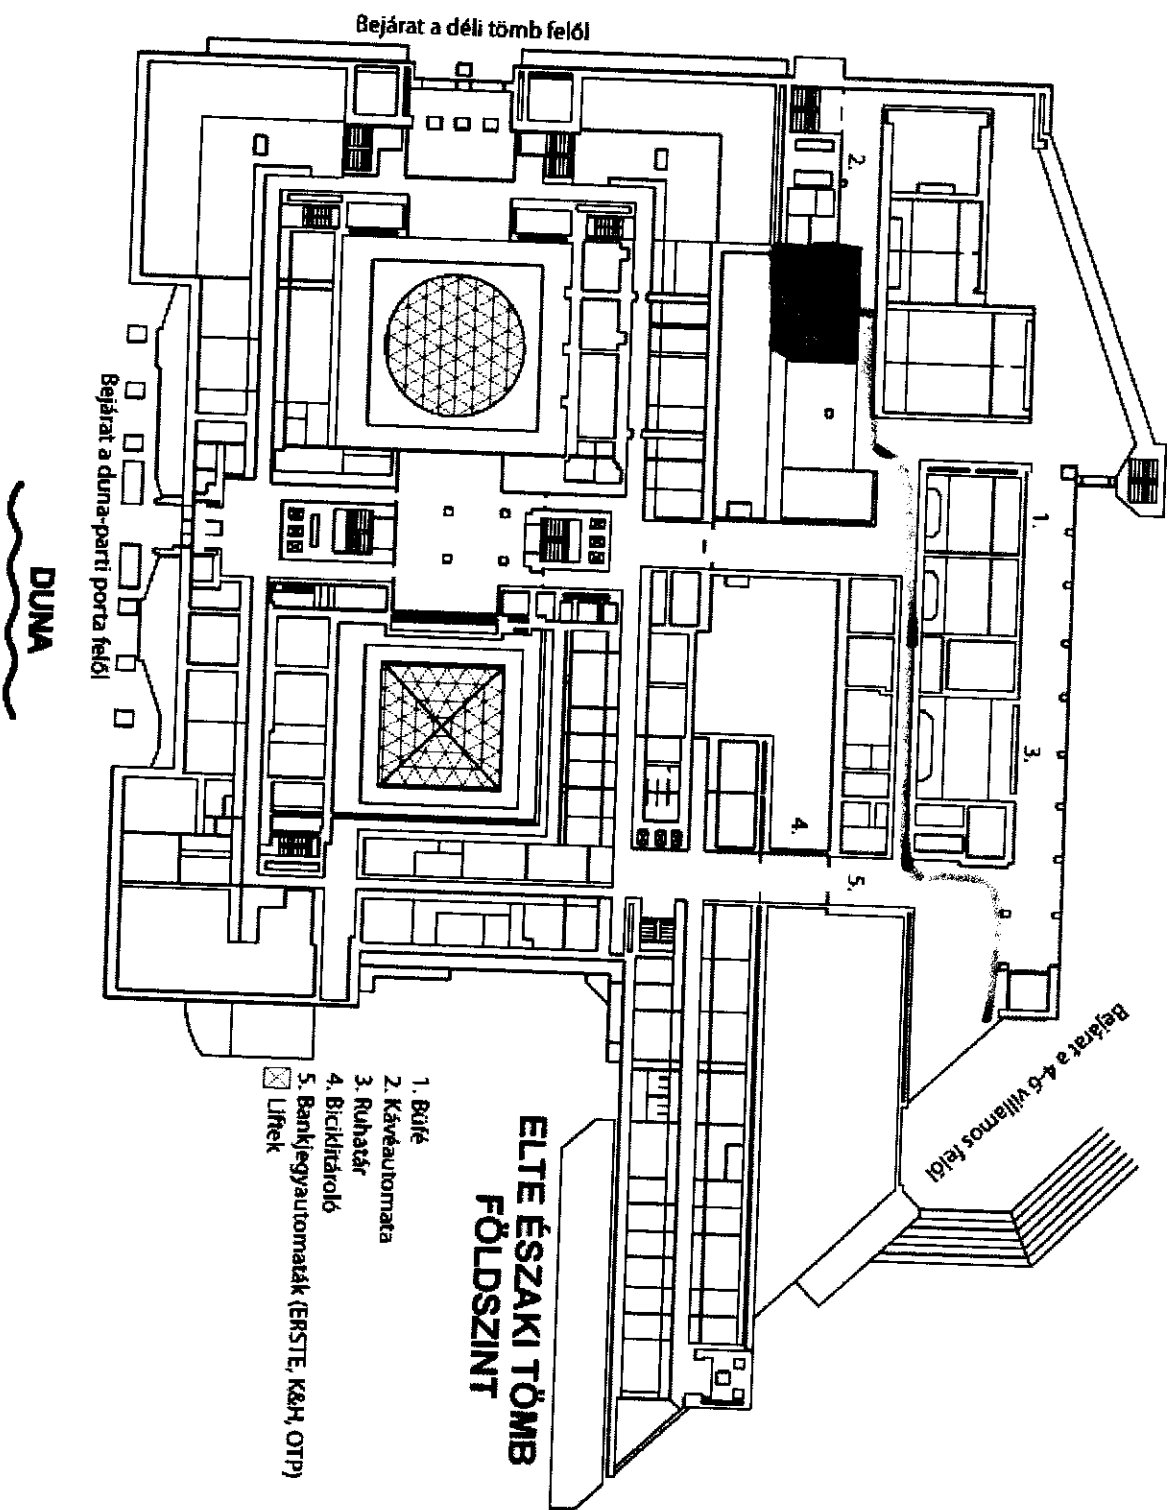 Bejárat a déli tömb felől
Bejárat a duna-parti porta felől
DUNA
Bejárat a 4-6 villamos felől
1.
2.
3.
4.
5.
ELTE ÉSZAKI TÖMB
FÖLDSZINT
1. Büfé
2. Kávéautomata
3. Ruhatár
4. Biciklitároló
5. Bankjegyautomaták (ERSTE, K&H, OTP)
Liftek